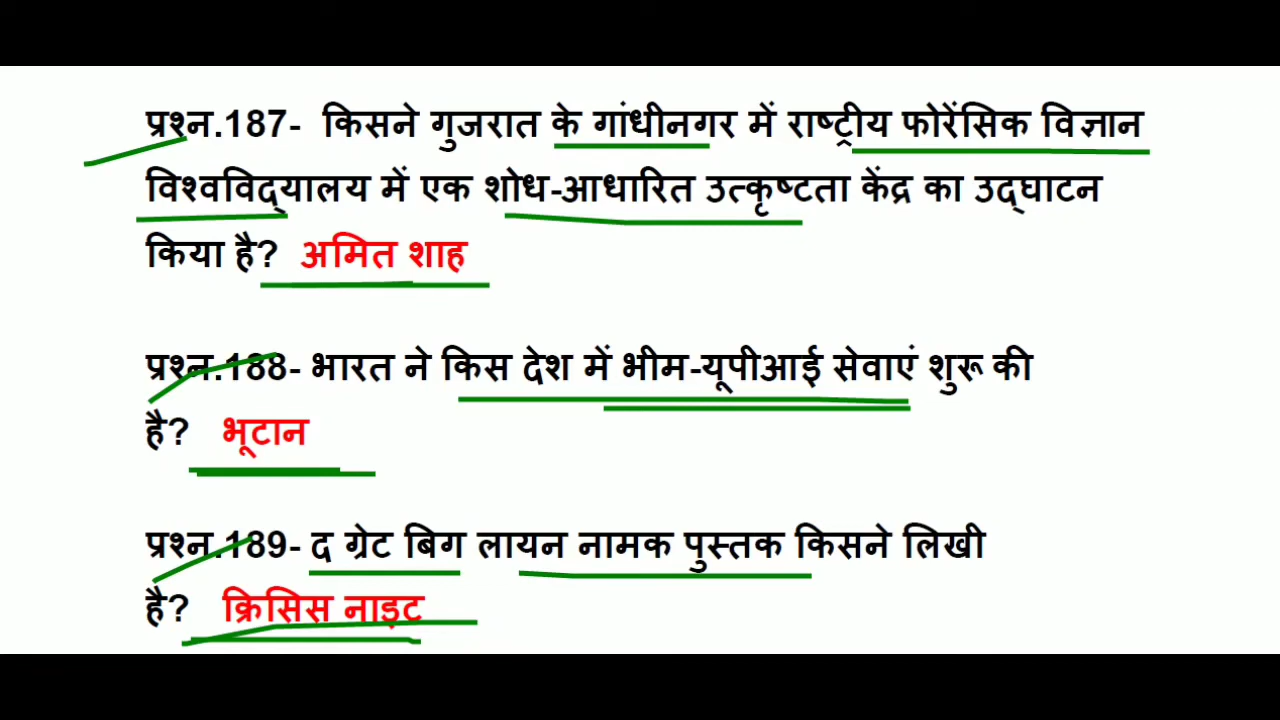 प्रश्न.187- किसने गुजरात के गांधीनगर में राष्ट्रीय फोरेंसिक विज्ञान
विश्वविद्यालय में एक शोध-आधारित उत्कृष्टता केंद्र का उद्घाटन
किया है? अमित शाह
प्रश्न.188- भारत ने किस देश में भीम-यूपीआई सेवाएं शुरू की
है? भूटान
प्रश्न.189- द ग्रेट बिग लायन नामक पुस्तक किसने लिखी
है? क्रिसिस नाइट